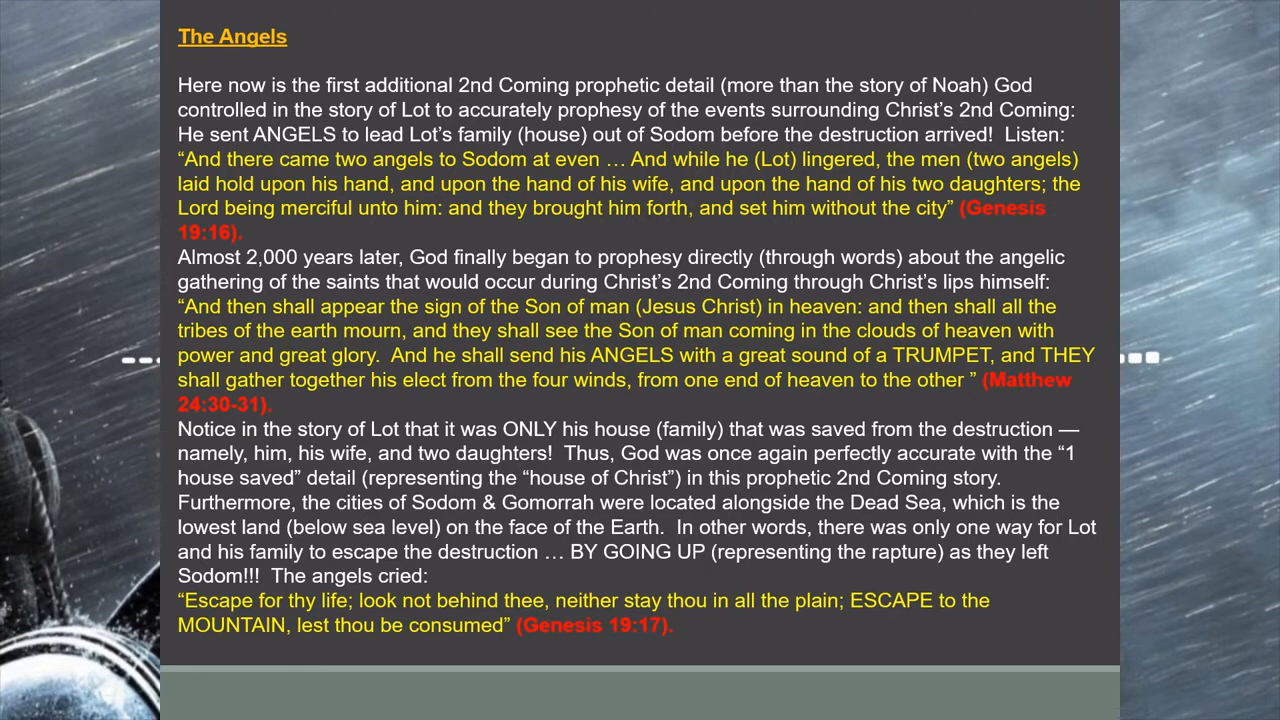 The Angels
Here now is the first additional 2nd Coming prophetic detail (more than the story of Noah) God
controlled in the story of Lot to accurately prophesy of the events surrounding Christ’s 2nd Coming:
He sent ANGELS to lead Lot’s family (house) out of Sodom before the destruction arrived!  Listen:
“And there came two angels to Sodom at even … And while he (Lot) lingered, the men (two angels)
laid hold upon his hand, and upon the hand of his wife, and upon the hand of his two daughters; the
Lord being merciful unto him: and they brought him forth, and set him without the city” (Genesis
19:16).
Almost 2,000 years later, God finally began to prophesy directly (through words) about the angelic
gathering of the saints that would occur during Christ’s 2nd Coming through Christ’s lips himself:
“And then shall appear the sign of the Son of man (Jesus Christ) in heaven: and then shall all the
tribes of the earth mourn, and they shall see the Son of man coming in the clouds of heaven with
power and great glory.  And he shall send his ANGELS with a great sound of a TRUMPET, and THEY
shall gather together his elect from the four winds, from one end of heaven to the other ” (Matthew
24:30-31).
Notice in the story of Lot that it was ONLY his house (family) that was saved from the destruction —
namely, him, his wife, and two daughters!  Thus, God was once again perfectly accurate with the “1
house saved” detail (representing the “house of Christ”) in this prophetic 2nd Coming story.
Furthermore, the cities of Sodom & Gomorrah were located alongside the Dead Sea, which is the
lowest land (below sea level) on the face of the Earth.  In other words, there was only one way for Lot
and his family to escape the destruction … BY GOING UP (representing the rapture) as they left
Sodom!!!  The angels cried:
“Escape for thy life; look not behind thee, neither stay thou in all the plain; ESCAPE to the
MOUNTAIN, lest thou be consumed” (Genesis 19:17).